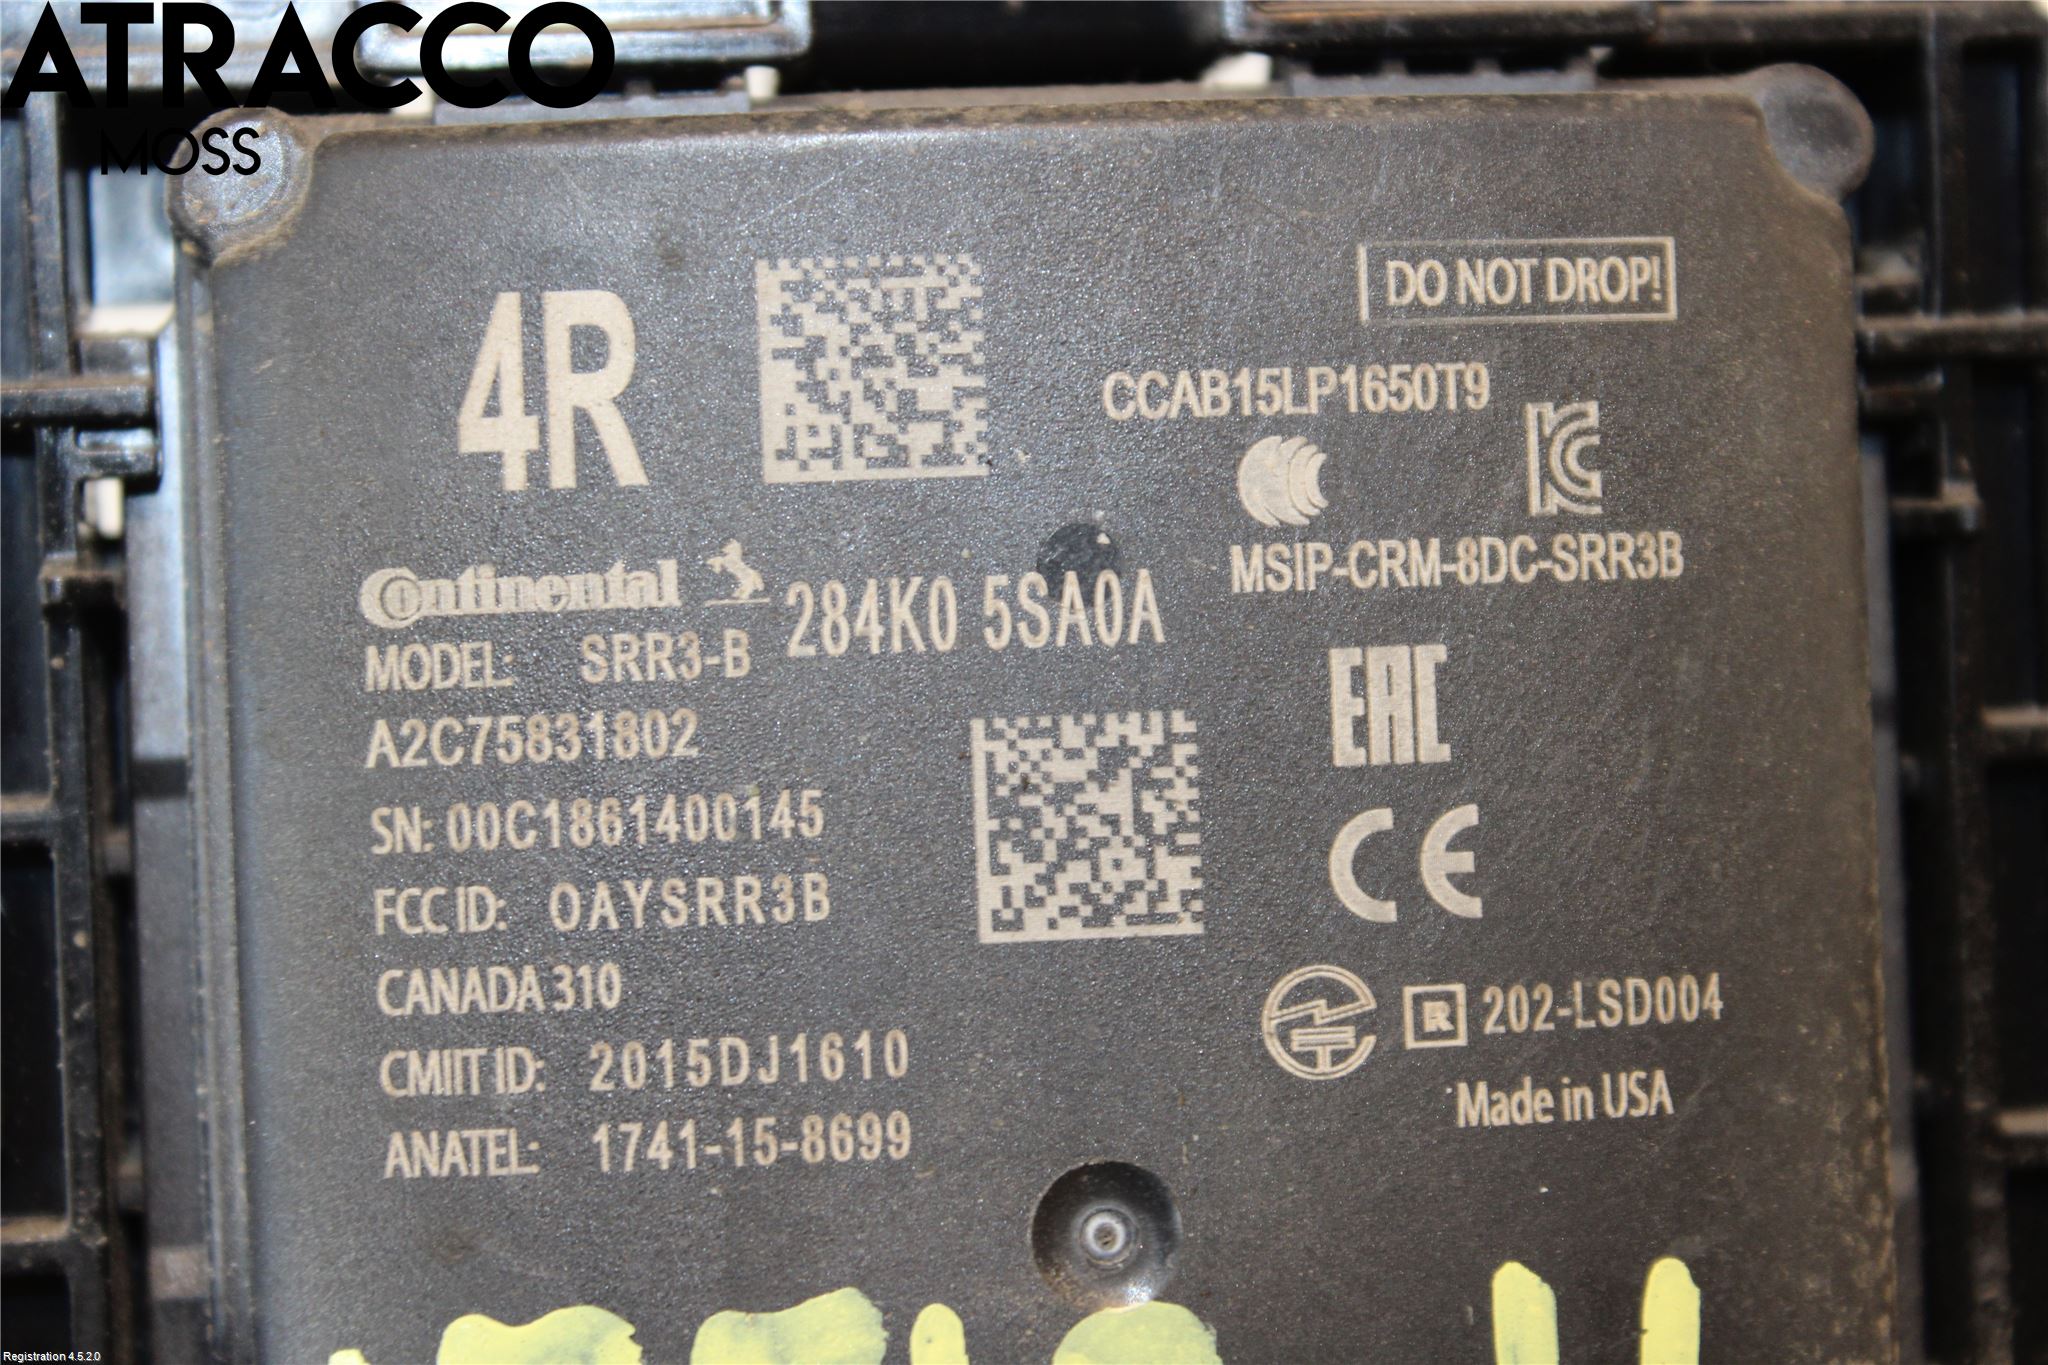 ATRACCO
MOSS
4R
DO NOT DROP!
CCAB15LP1650T9
MSIP-CRM-8DC-SRR3B
Continental
284K0 5SA0A
MODEL: SRR3-B
A2C75831802
EAC
SN: 00C1861400145
CE
FCC ID: OAYSRR3B
CANADA 310
R 202-LSD004
CMIIT ID: 2015DJ1610
Made in USA
ANATEL: 1741-15-8699
Registration 4.5.2.0